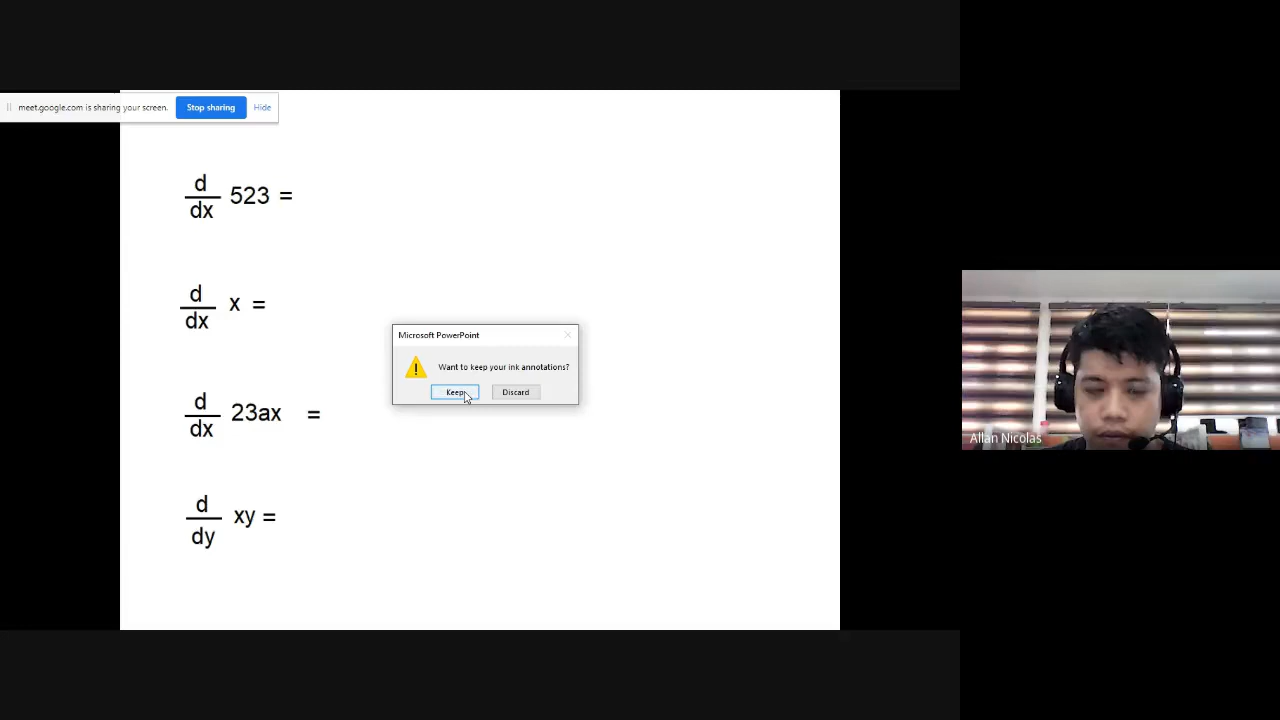 meet.google.com is sharing your screen. Stop sharing Hide
d
dx 523 =
d
dx x =
Microsoft PowerPoint
Want to keep your ink annotations?
Keep Discard
d
dx 23ax =
Allan Nicolas
d
dy xy =